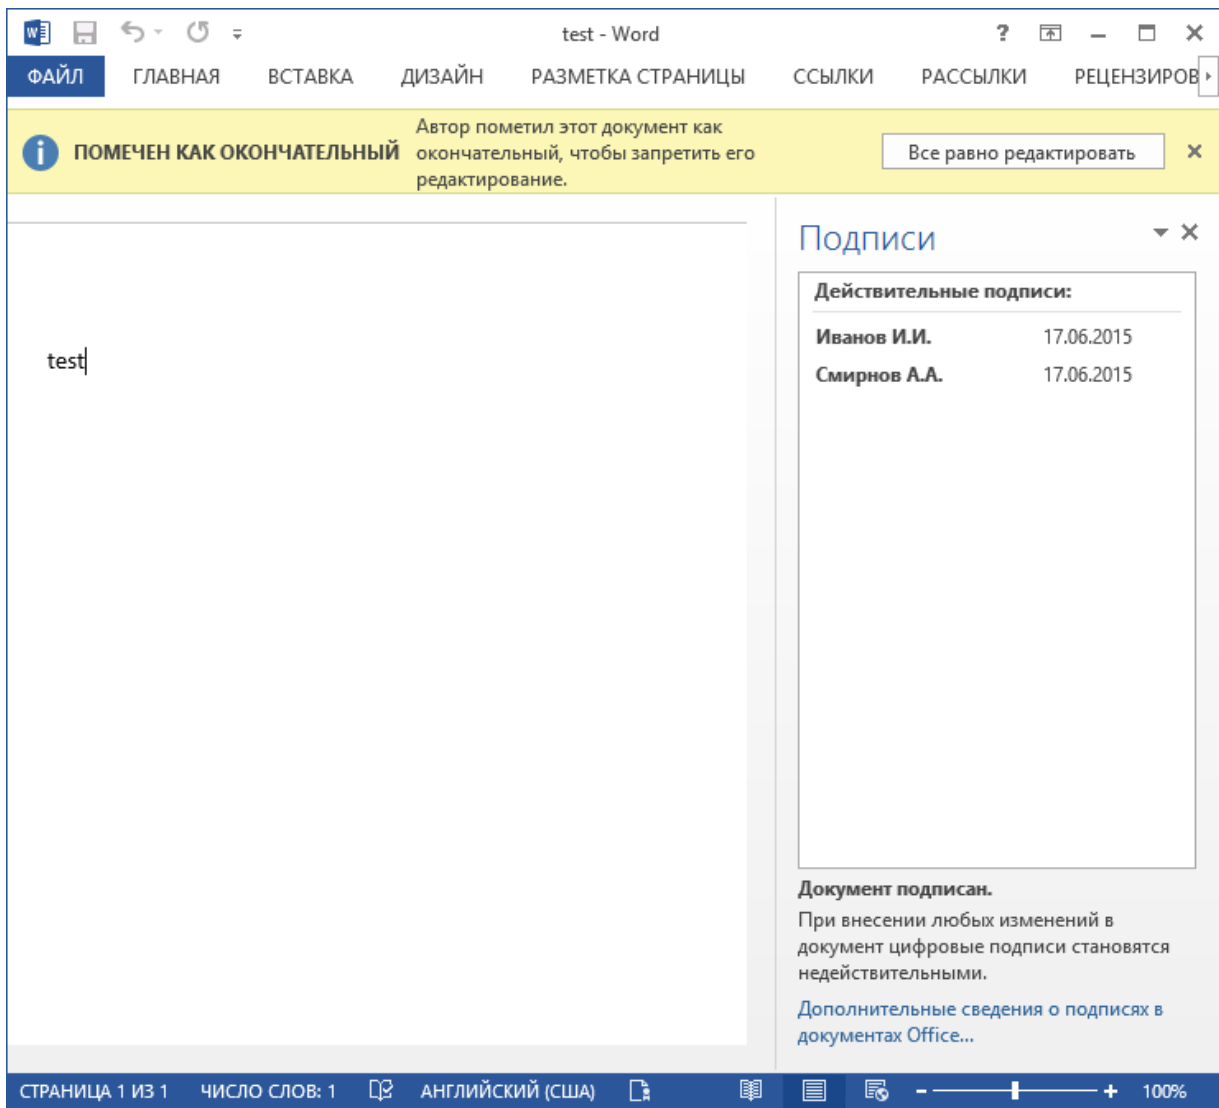 test - Word
ФАЙЛ ГЛАВНАЯ ВСТАВКА ДИЗАЙН РАЗМЕТКА СТРАНИЦЫ ССЫЛКИ РАССЫЛКИ РЕЦЕНЗИРОВ
ПОМЕЧЕН КАК ОКОНЧАТЕЛЬНЫЙ
Автор пометил этот документ как
окончательный, чтобы запретить его
редактирование.
Все равно редактировать
test
Подписи
Действительные подписи:
Иванов И.И. 17.06.2015
Смирнов А.А. 17.06.2015
Документ подписан.
При внесении любых изменений в
документ цифровые подписи становятся
недействительными.
Дополнительные сведения о подписях в
документах Office...
СТРАНИЦА 1 ИЗ 1 ЧИСЛО СЛОВ: 1 АНГЛИЙСКИЙ (США) 100%